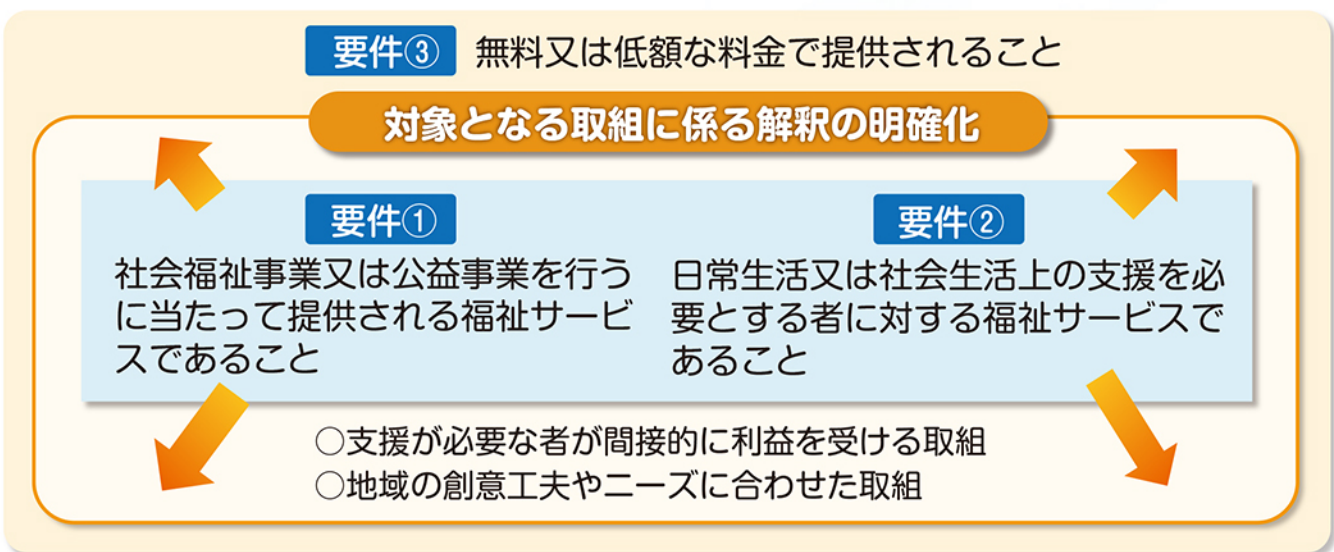 要件③ 無料又は低額な料金で提供されること
対象となる取組に係る解釈の明確化
要件①
社会福祉事業又は公益事業を行う
に当たって提供される福祉サービ
スであること
要件②
日常生活又は社会生活上の支援を必
要とする者に対する福祉サービスで
あること
○支援が必要な者が間接的に利益を受ける取組
○地域の創意工夫やニーズに合わせた取組